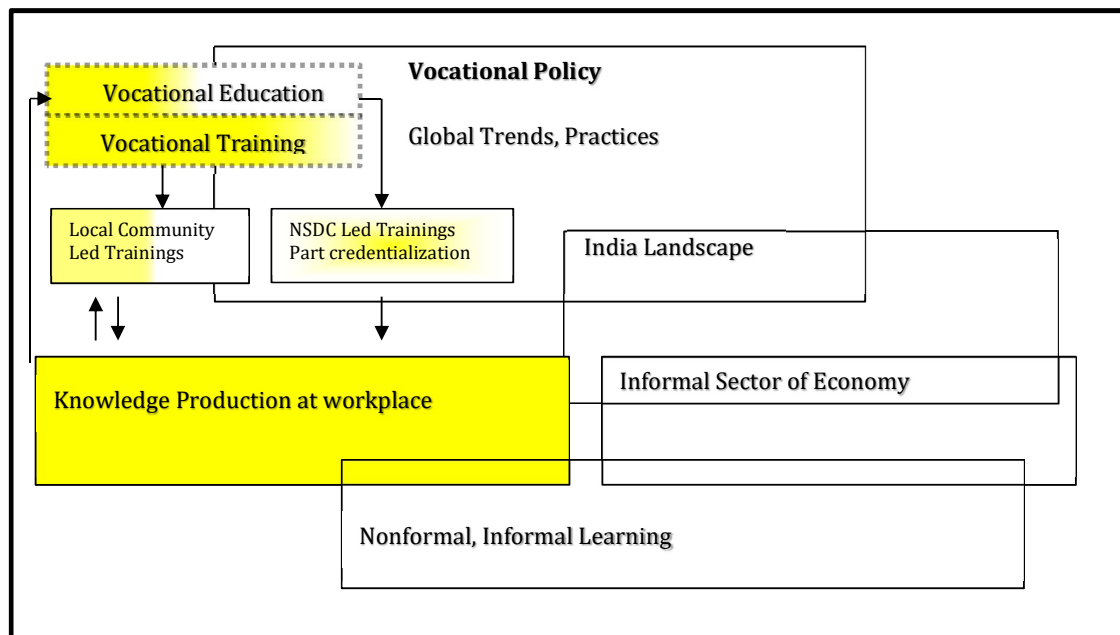 Vocational Policy
Vocational Education
Vocational Training
Global Trends, Practices
Local Community
Led Trainings
NSDC Led Trainings
Part credentialization
India Landscape
Knowledge Production at workplace
Informal Sector of Economy
Nonformal, Informal Learning